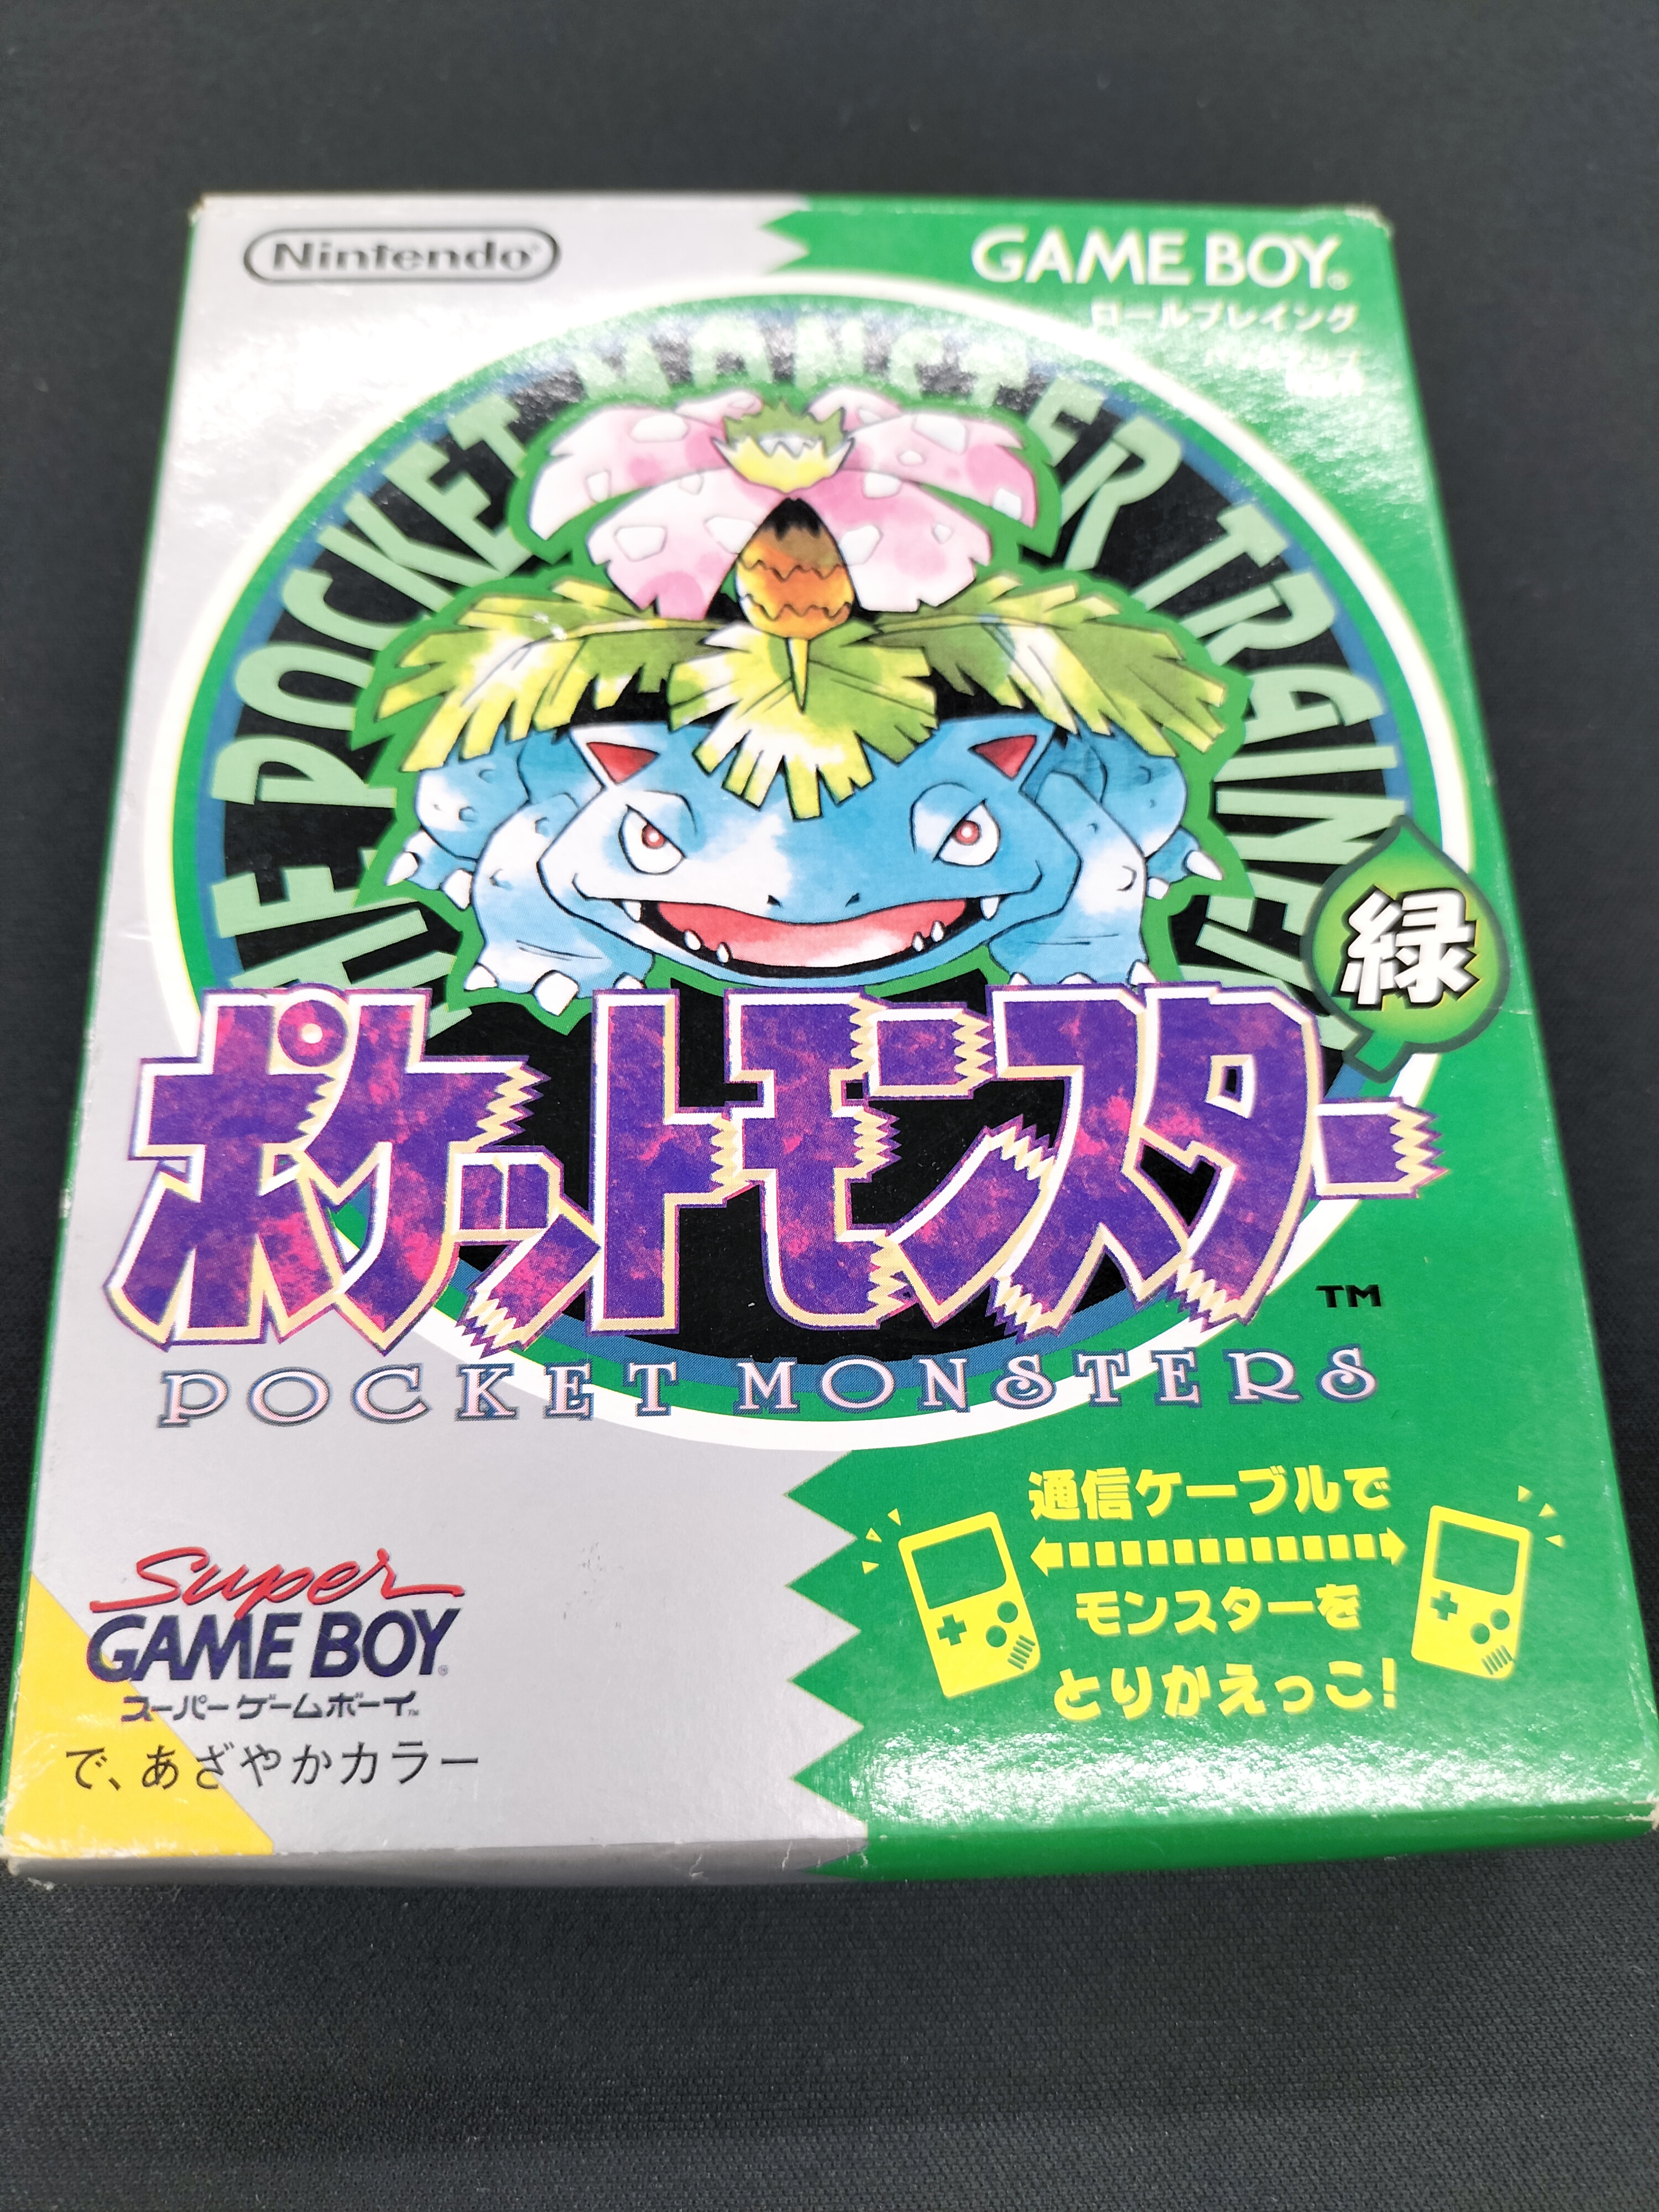 Nintendo®
GAME BOY®
ロールプレイング
THE POCKET MONSTER TRAINER
緑
ポケットモンスター
TM
POCKET MONSTERS
通信ケーブルで
モンスターを
とりかえっこ!
Super
GAME BOY®
スーパーゲームボーイ™
で、あざやかカラー